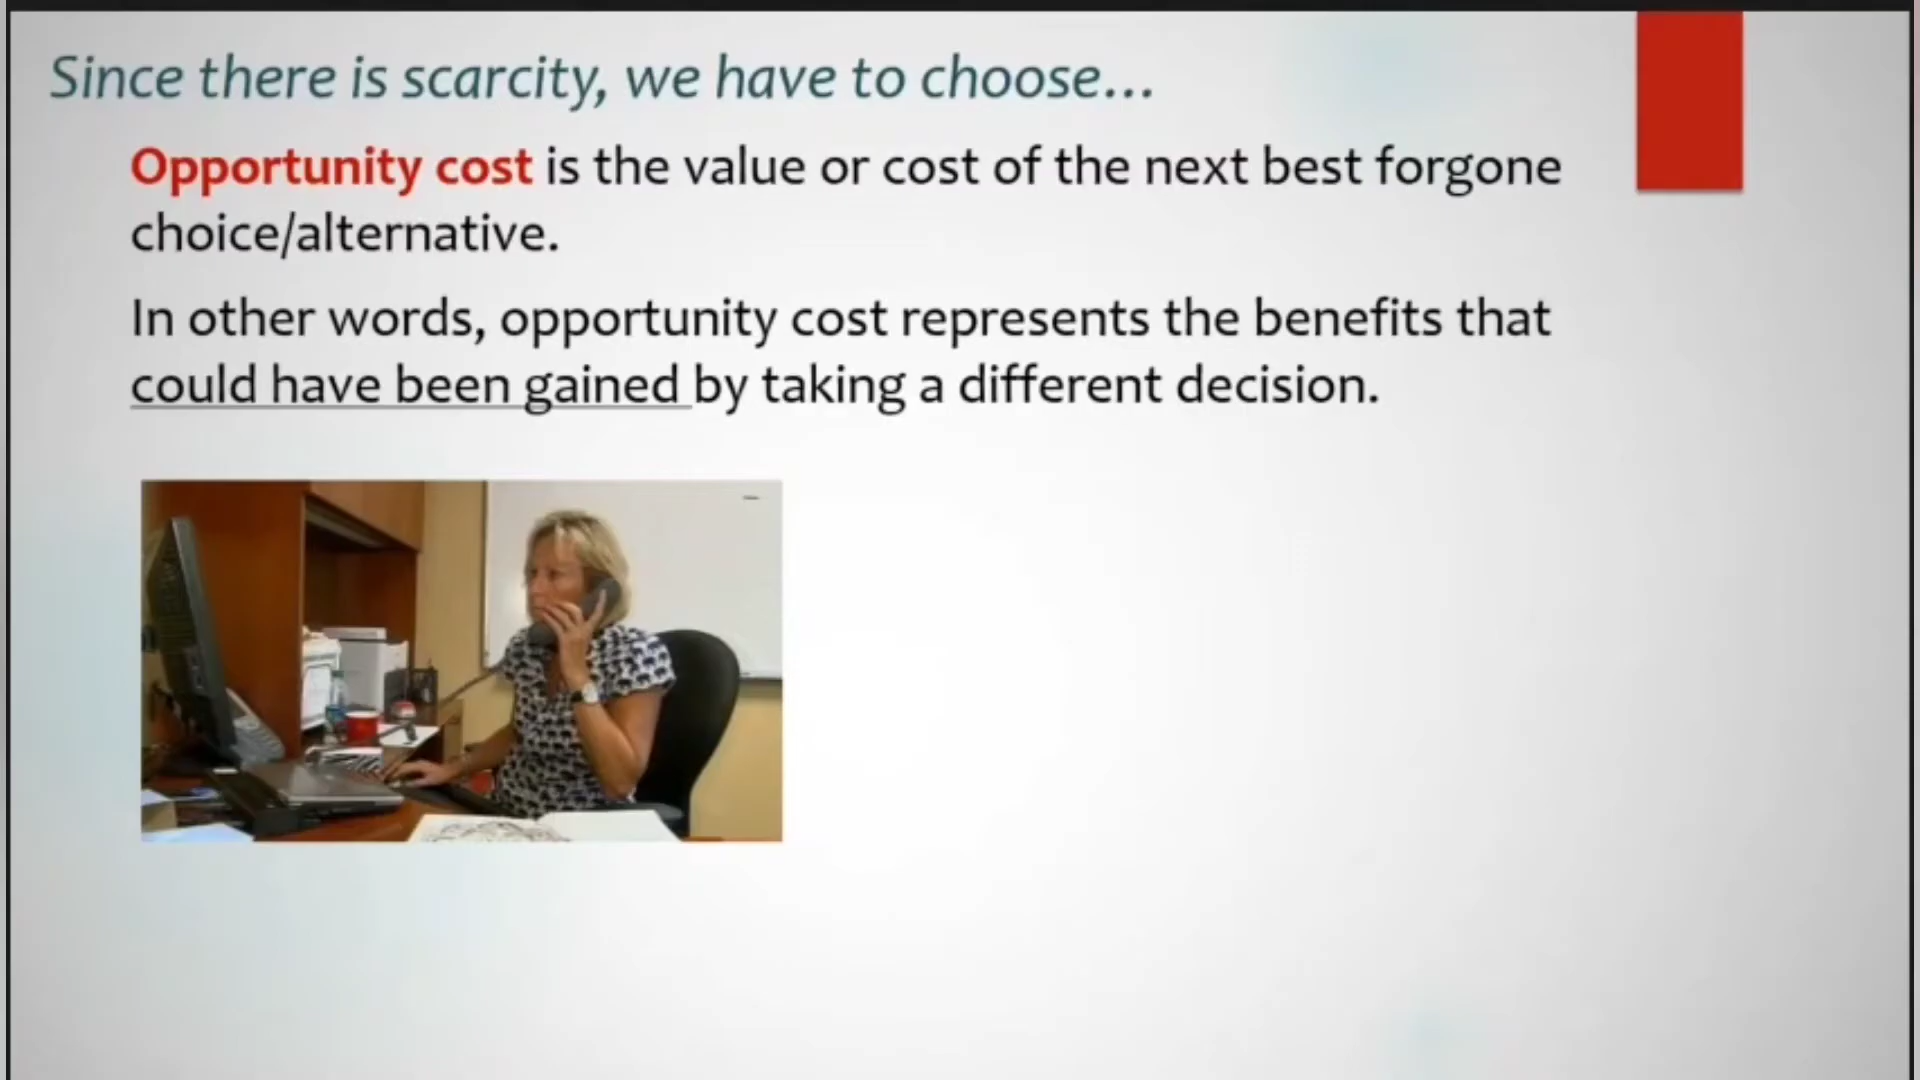 Since there is scarcity, we have to choose...
Opportunity cost is the value or cost of the next best forgone
choice/alternative.
In other words, opportunity cost represents the benefits that
could have been gained by taking a different decision.